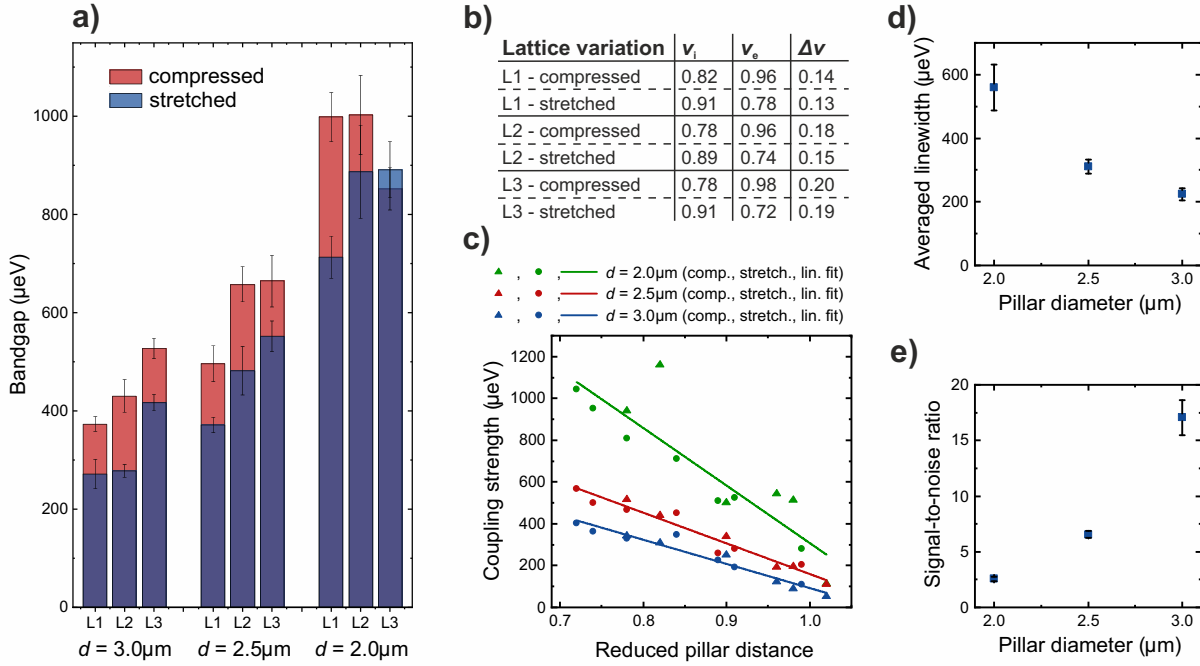 a)
compressed
stretched
1000
800
600
400
200
0
Bandgap (µeV)
L1 L2 L3 L1 L2 L3 L1 L2 L3
d = 3.0µm d = 2.5µm d = 2.0µm
b)
Lattice variation vi ve Δv
L1 - compressed 0.82 0.96 0.14
L1 - stretched 0.91 0.78 0.13
L2 - compressed 0.78 0.96 0.18
L2 - stretched 0.89 0.74 0.15
L3 - compressed 0.78 0.98 0.20
L3 - stretched 0.91 0.72 0.19
c)
, , d = 2.0µm (comp., stretch., lin. fit)
, , d = 2.5µm (comp., stretch., lin. fit)
, , d = 3.0µm (comp., stretch., lin. fit)
1200
1000
800
600
400
200
0
Coupling strength (µeV)
0.7 0.8 0.9 1.0
Reduced pillar distance
d)
600
400
200
0
Averaged linewidth (µeV)
2.0 2.5 3.0
Pillar diameter (µm)
e)
20
15
10
5
0
Signal-to-noise ratio
2.0 2.5 3.0
Pillar diameter (µm)